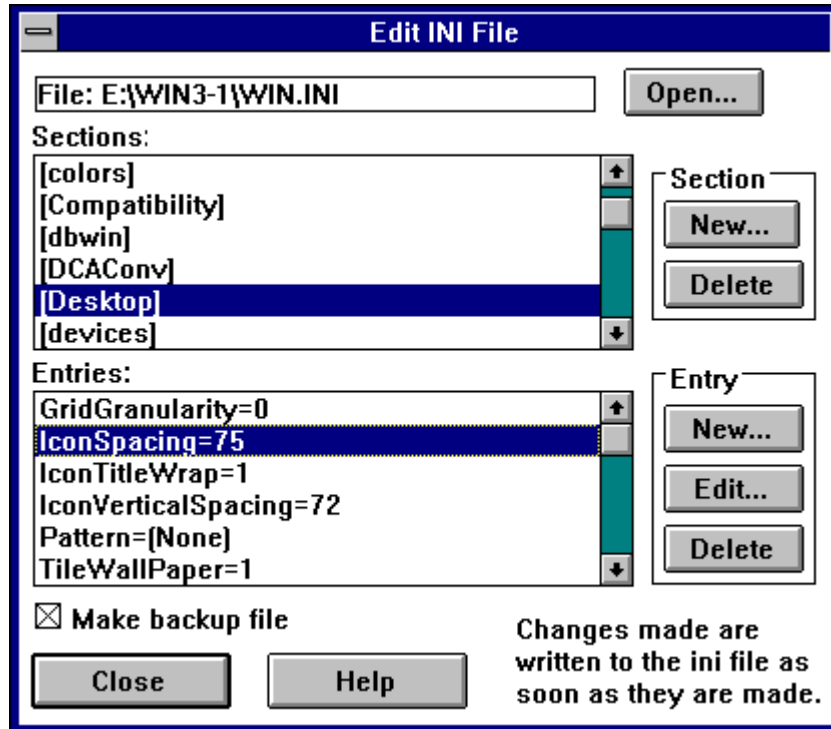 Edit INI File
File: E:\WIN3-1\WIN.INI
Open...
Sections:
[colors]
[Compatibility]
[dbwin]
[DCAConv]
[Desktop]
[devices]
Section
New...
Delete
Entries:
GridGranularity=0
IconSpacing=75
IconTitleWrap=1
IconVerticalSpacing=72
Pattern=(None)
TileWallPaper=1
Entry
New...
Edit...
Delete
Make backup file
Close
Help
Changes made are
written to the ini file as
soon as they are made.